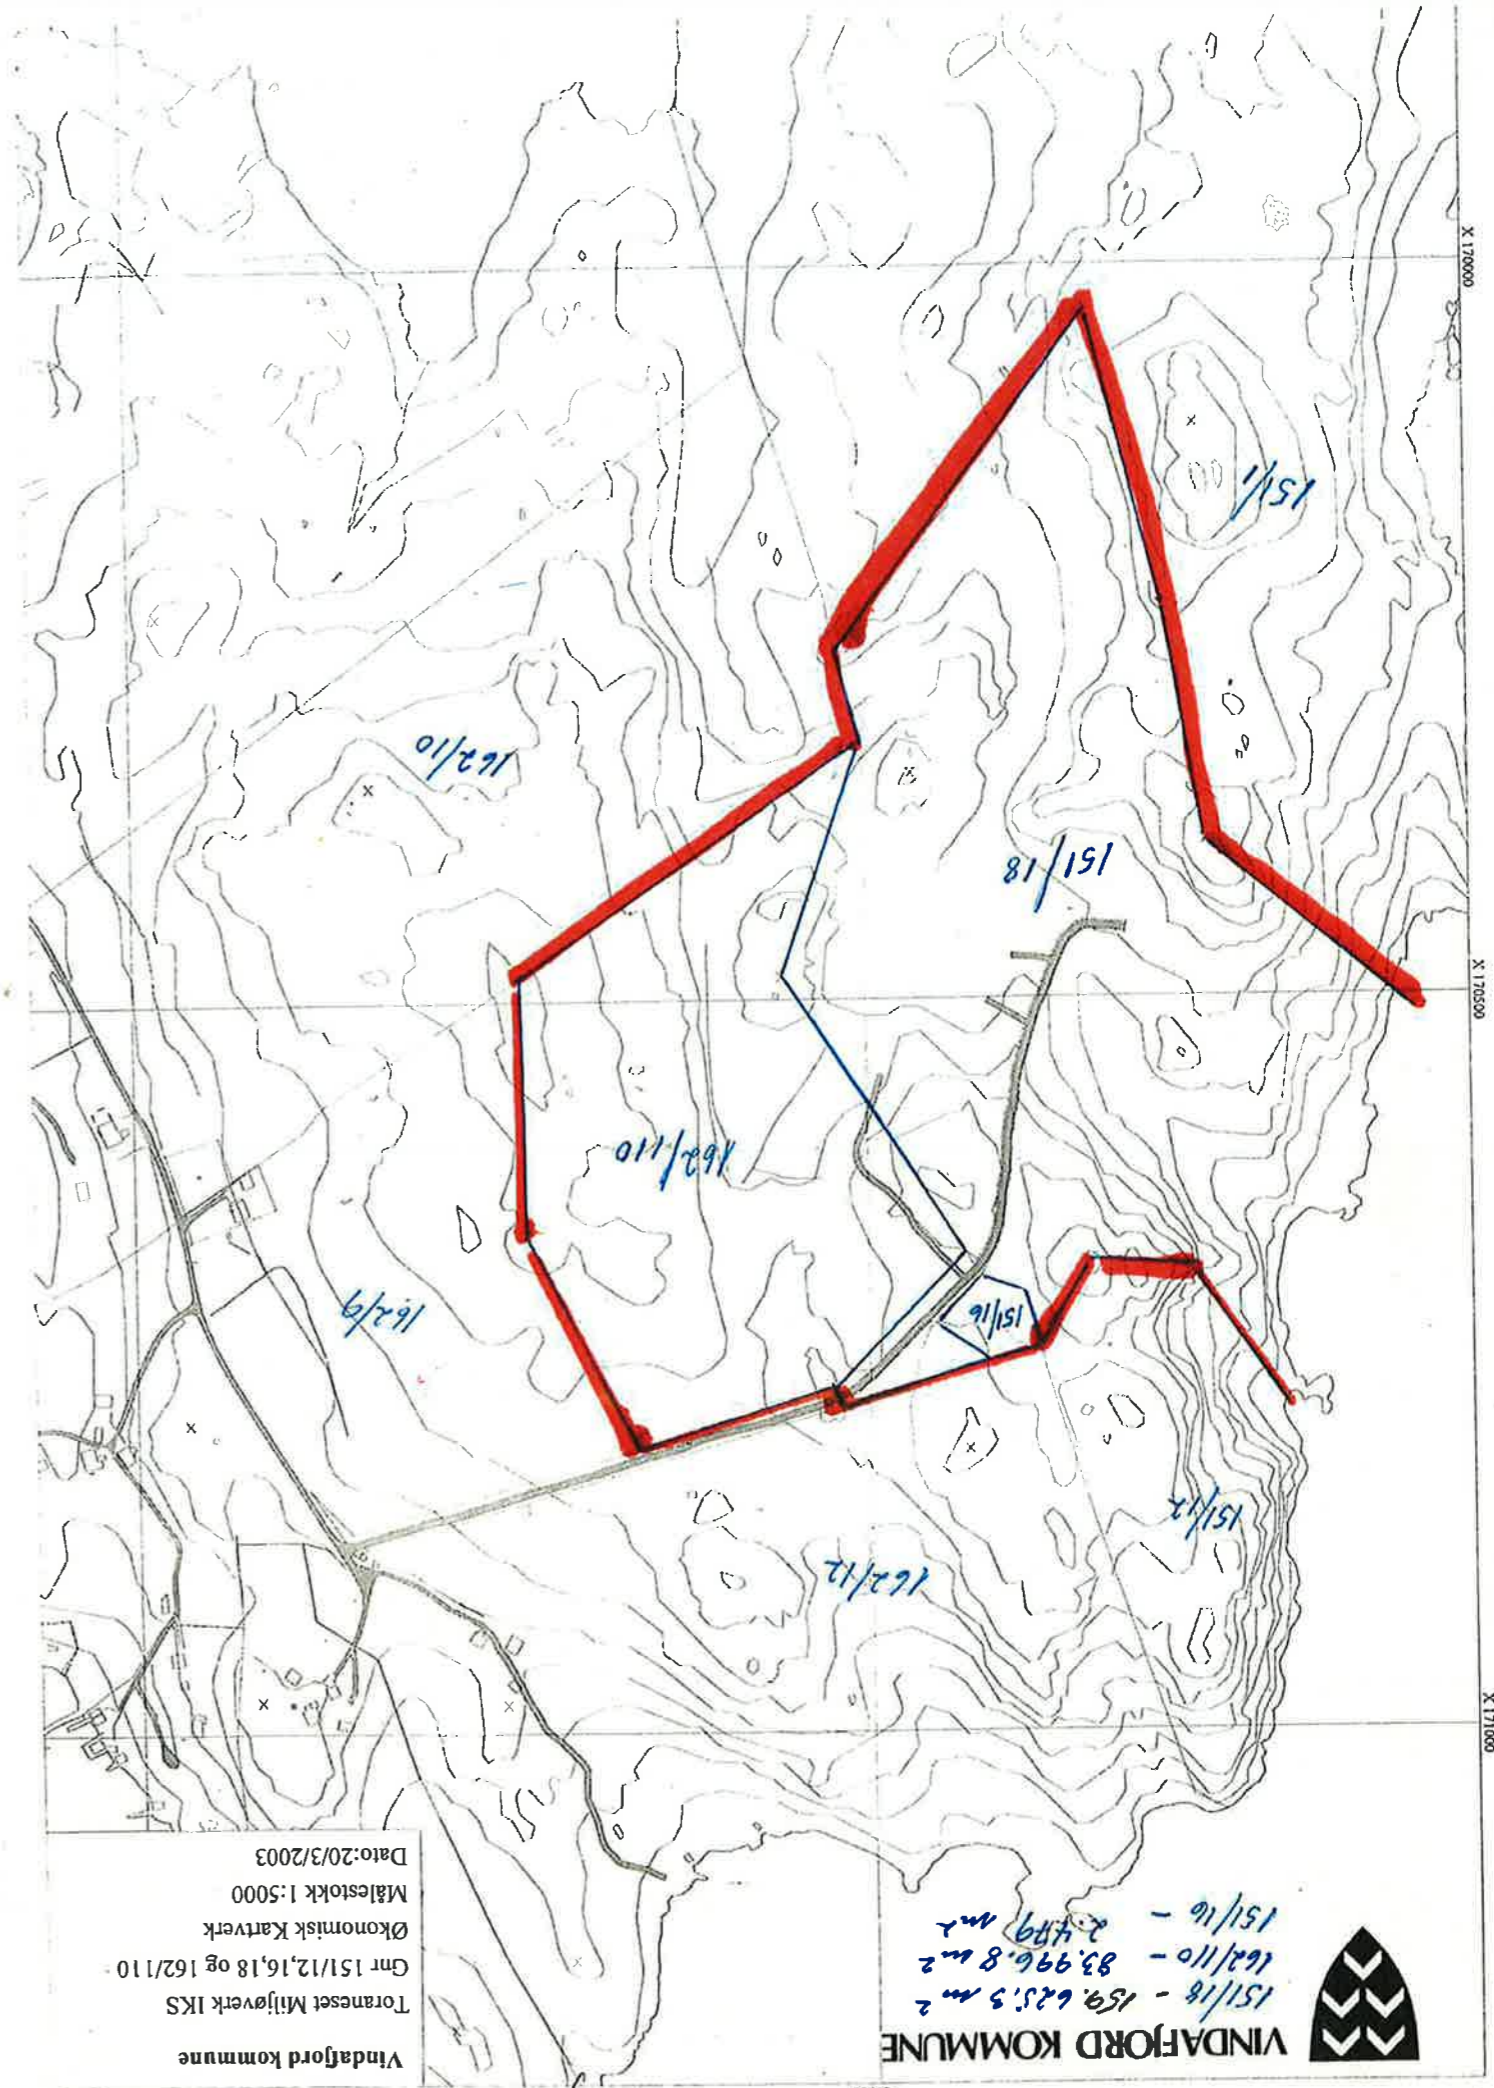 VINDAFJORD KOMMUNE
151/18 - 159.625.3 m2
162/110 - 83.996.8 m2
151/16 - 2.479 m2
Vindafjord kommune
Toraneset Miljøverk IKS
Gnr 151/12,16,18 og 162/110
Økonomisk Kartverk
Målestokk 1:5000
Dato:20/3/2003
X 171000
162/12
151/12
151/16
162/9
162/110
X 170500
151/18
162/10
151/1
X 170000